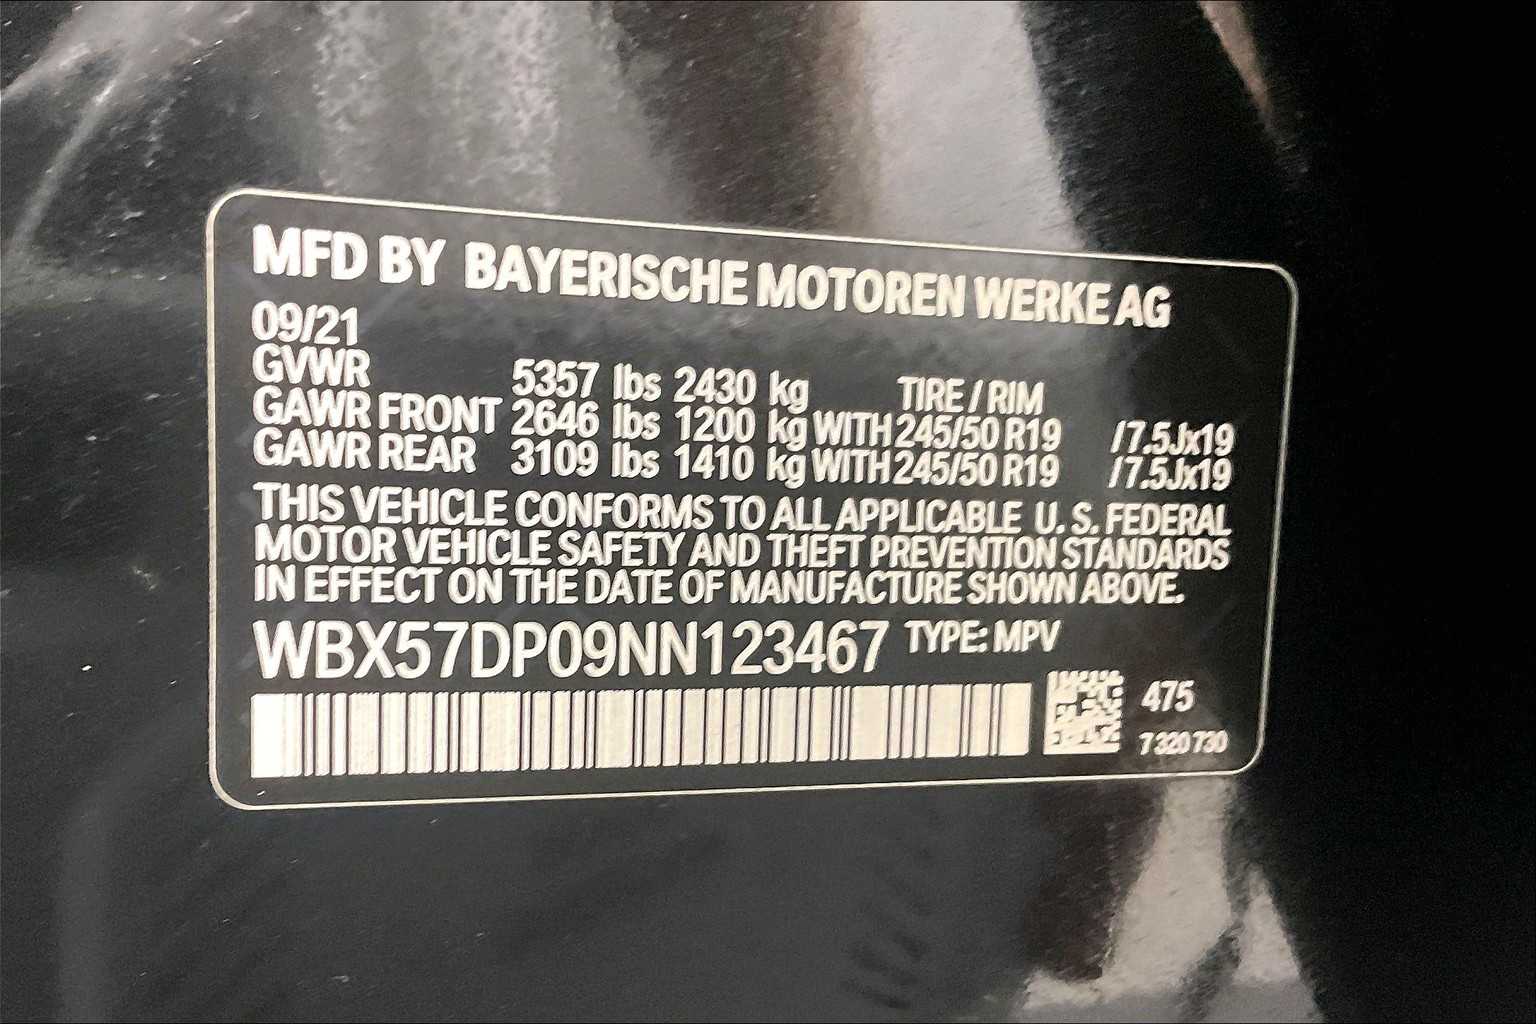 MFD BY BAYERISCHE MOTOREN WERKE AG
09/21
GVWR 5357 lbs 2430 kg TIRE / RIM
GAWR FRONT 2646 lbs 1200 kg WITH 245/50 R19 /7.5Jx19
GAWR REAR 3109 lbs 1410 kg WITH 245/50 R19 /7.5Jx19
THIS VEHICLE CONFORMS TO ALL APPLICABLE U. S. FEDERAL
MOTOR VEHICLE SAFETY AND THEFT PREVENTION STANDARDS
IN EFFECT ON THE DATE OF MANUFACTURE SHOWN ABOVE.
WBX57DP09NN123467 TYPE: MPV
475
7 320 730